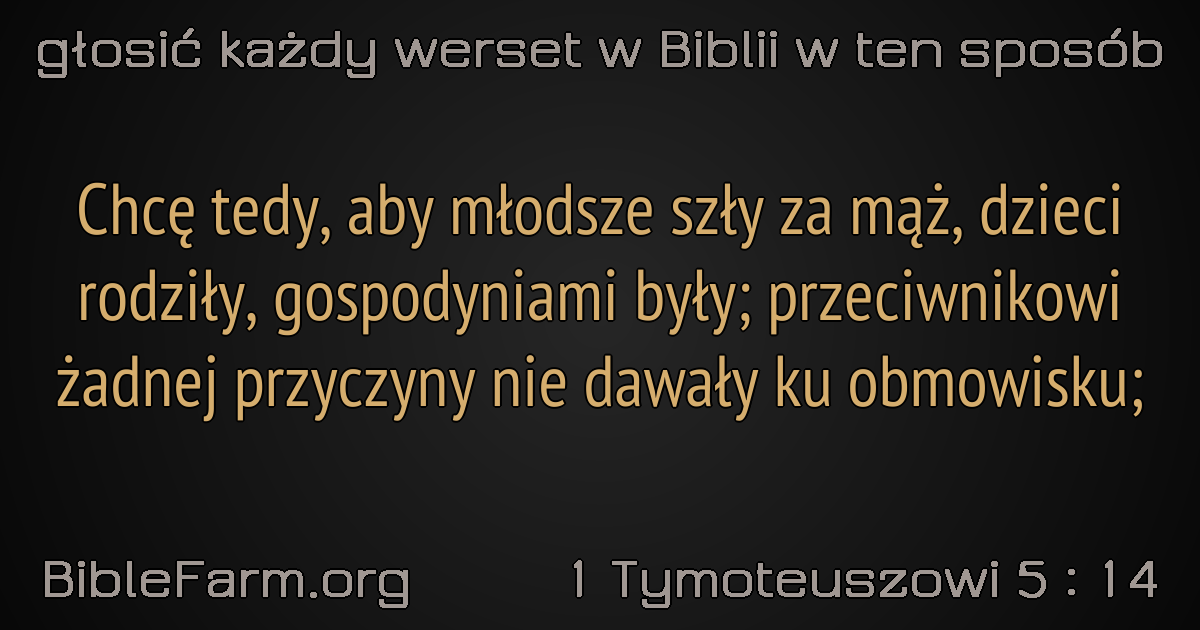 głosić każdy werset w Biblii w ten sposób
Chcę tedy, aby młodsze szły za mąż, dzieci
rodziły, gospodyniami były; przeciwnikowi
żadnej przyczyny nie dawały ku obmowisku;
BibleFarm.org
1 Tymoteuszowi 5 : 14